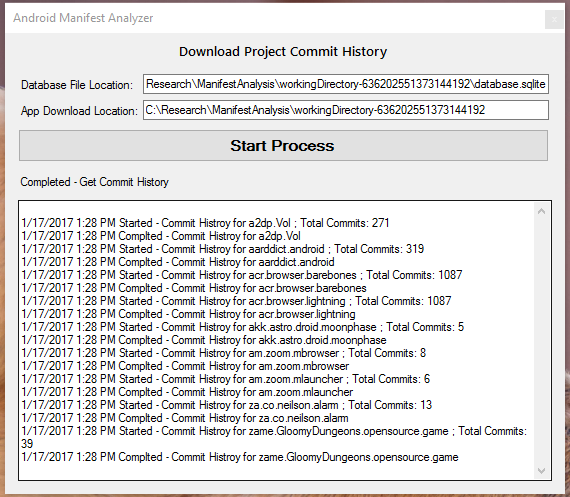 Android Manifest Analyzer
x
Download Project Commit History
Database File Location: Research\ManifestAnalysis\workingDirectory-636202551373144192\database.sqlite
App Download Location: C:\Research\ManifestAnalysis\workingDirectory-636202551373144192
Start Process
Completed - Get Commit History
1/17/2017 1:28 PM Started - Commit Histroy for a2dp.Vol ; Total Commits: 271
1/17/2017 1:28 PM Complted - Commit Histroy for a2dp.Vol
1/17/2017 1:28 PM Started - Commit Histroy for aarddict.android ; Total Commits: 319
1/17/2017 1:28 PM Complted - Commit Histroy for aarddict.android
1/17/2017 1:28 PM Started - Commit Histroy for acr.browser.barebones ; Total Commits: 1087
1/17/2017 1:28 PM Complted - Commit Histroy for acr.browser.barebones
1/17/2017 1:28 PM Started - Commit Histroy for acr.browser.lightning ; Total Commits: 1087
1/17/2017 1:28 PM Complted - Commit Histroy for acr.browser.lightning
1/17/2017 1:28 PM Started - Commit Histroy for akk.astro.droid.moonphase ; Total Commits: 5
1/17/2017 1:28 PM Complted - Commit Histroy for akk.astro.droid.moonphase
1/17/2017 1:28 PM Started - Commit Histroy for am.zoom.mbrowser ; Total Commits: 8
1/17/2017 1:28 PM Complted - Commit Histroy for am.zoom.mbrowser
1/17/2017 1:28 PM Started - Commit Histroy for am.zoom.mlauncher ; Total Commits: 6
1/17/2017 1:28 PM Complted - Commit Histroy for am.zoom.mlauncher
1/17/2017 1:28 PM Started - Commit Histroy for za.co.neilson.alarm ; Total Commits: 13
1/17/2017 1:28 PM Complted - Commit Histroy for za.co.neilson.alarm
1/17/2017 1:28 PM Started - Commit Histroy for zame.GloomyDungeons.opensource.game ; Total Commits:
39
1/17/2017 1:28 PM Complted - Commit Histroy for zame.GloomyDungeons.opensource.game